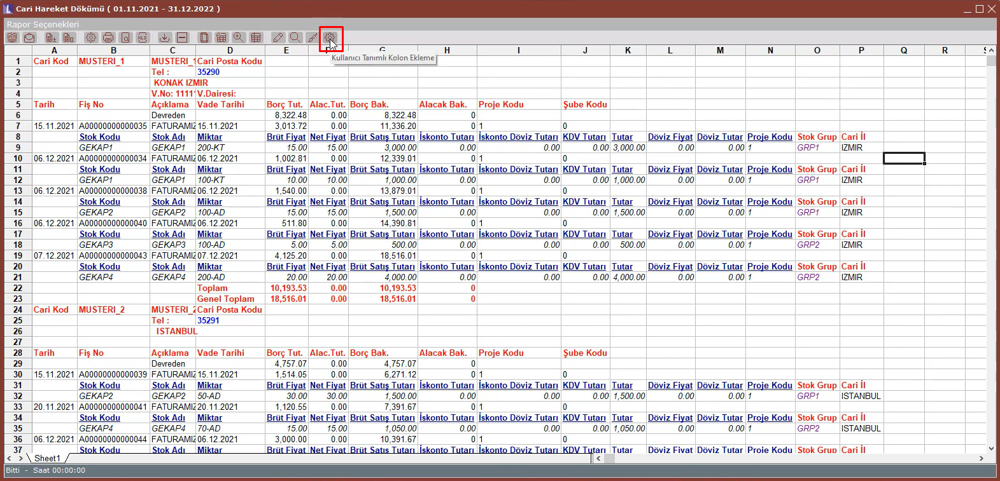 Cari Hareket Dökümü ( 01.11.2021 - 31.12.2022 )
Rapor Seçenekleri
XLS
A B C D E F G H I J K L M N O P Q R S
Kullanıcı Tanımlı Kolon Ekleme
1 Cari Kod MUSTERI_1 MUSTERI_1 Cari Posta Kodu
2 Tel : 35290
3 KONAK IZMIR
4 V.No: 1111 V.Dairesi:
5 Tarih Fiş No Açıklama Vade Tarihi Borç Tut. Alac.Tut. Borç Bak. Alacak Bak. Proje Kodu Şube Kodu
6 Devreden 8,322.48 0.00 8,322.48 0
7 15.11.2021 A00000000000035 FATURAMIZ 15.11.2021 3,013.72 0.00 11,336.20 0 1 0
8 Stok Kodu Stok Adı Miktar Brüt Fiyat Net Fiyat Brüt Satış Tutarı İskonto Tutarı İskonto Döviz Tutarı KDV Tutarı Tutar Döviz Fiyat Döviz Tutar Proje Kodu Stok Grup Cari İl
9 GEKAP1 GEKAP1 200-KT 15.00 15.00 3,000.00 0.00 0.00 0.00 3,000.00 0.00 0.00 1 GRP1 IZMIR
10 06.12.2021 A00000000000034 FATURAMIZ 06.12.2021 1,002.81 0.00 12,339.01 0 1 0
11 Stok Kodu Stok Adı Miktar Brüt Fiyat Net Fiyat Brüt Satış Tutarı İskonto Tutarı İskonto Döviz Tutarı KDV Tutarı Tutar Döviz Fiyat Döviz Tutar Proje Kodu Stok Grup Cari İl
12 GEKAP1 GEKAP1 100-KT 10.00 10.00 1,000.00 0.00 0.00 0.00 1,000.00 0.00 0.00 1 GRP1 IZMIR
13 06.12.2021 A00000000000038 FATURAMIZ 06.12.2021 1,540.00 0.00 13,879.01 0 1 0
14 Stok Kodu Stok Adı Miktar Brüt Fiyat Net Fiyat Brüt Satış Tutarı İskonto Tutarı İskonto Döviz Tutarı KDV Tutarı Tutar Döviz Fiyat Döviz Tutar Proje Kodu Stok Grup Cari İl
15 GEKAP2 GEKAP2 100-AD 15.00 15.00 1,500.00 0.00 0.00 0.00 1,500.00 0.00 0.00 1 GRP1 IZMIR
16 06.12.2021 A00000000000040 FATURAMIZ 06.12.2021 511.80 0.00 14,390.81 0 1 0
17 Stok Kodu Stok Adı Miktar Brüt Fiyat Net Fiyat Brüt Satış Tutarı İskonto Tutarı İskonto Döviz Tutarı KDV Tutarı Tutar Döviz Fiyat Döviz Tutar Proje Kodu Stok Grup Cari İl
18 GEKAP3 GEKAP3 100-AD 5.00 5.00 500.00 0.00 0.00 0.00 500.00 0.00 0.00 1 GRP2 IZMIR
19 07.12.2021 A00000000000043 FATURAMIZ 07.12.2021 4,125.20 0.00 18,516.01 0 1 0
20 Stok Kodu Stok Adı Miktar Brüt Fiyat Net Fiyat Brüt Satış Tutarı İskonto Tutarı İskonto Döviz Tutarı KDV Tutarı Tutar Döviz Fiyat Döviz Tutar Proje Kodu Stok Grup Cari İl
21 GEKAP4 GEKAP4 200-AD 20.00 20.00 4,000.00 0.00 0.00 0.00 4,000.00 0.00 0.00 1 GRP2 IZMIR
22 Toplam 10,193.53 0.00 10,193.53 0
23 Genel Toplam 18,516.01 0.00 18,516.01 0
24 Cari Kod MUSTERI_2 MUSTERI_2 Cari Posta Kodu
25 Tel : 35291
26 ISTANBUL
27
28 Tarih Fiş No Açıklama Vade Tarihi Borç Tut. Alac.Tut. Borç Bak. Alacak Bak. Proje Kodu Şube Kodu
29 Devreden 4,757.07 0.00 4,757.07 0
30 15.11.2021 A00000000000039 FATURAMIZ 15.11.2021 1,514.05 0.00 6,271.12 0 1 0
31 Stok Kodu Stok Adı Miktar Brüt Fiyat Net Fiyat Brüt Satış Tutarı İskonto Tutarı İskonto Döviz Tutarı KDV Tutarı Tutar Döviz Fiyat Döviz Tutar Proje Kodu Stok Grup Cari İl
32 GEKAP2 GEKAP2 50-AD 30.00 30.00 1,500.00 0.00 0.00 0.00 1,500.00 0.00 0.00 1 GRP1 ISTANBUL
33 20.11.2021 A00000000000041 FATURAMIZ 20.11.2021 1,120.55 0.00 7,391.67 0 1 0
34 Stok Kodu Stok Adı Miktar Brüt Fiyat Net Fiyat Brüt Satış Tutarı İskonto Tutarı İskonto Döviz Tutarı KDV Tutarı Tutar Döviz Fiyat Döviz Tutar Proje Kodu Stok Grup Cari İl
35 GEKAP4 GEKAP4 70-AD 15.00 15.00 1,050.00 0.00 0.00 0.00 1,050.00 0.00 0.00 1 GRP2 ISTANBUL
36 06.12.2021 A00000000000044 FATURAMIZ 06.12.2021 3,000.00 0.00 10,391.67 0 1 0
37 Stok Kodu Stok Adı Miktar Brüt Fiyat Net Fiyat Brüt Satış Tutarı İskonto Tutarı İskonto Döviz Tutarı KDV Tutarı Tutar Döviz Fiyat Döviz Tutar Proje Kodu Stok Grup Cari İl
Sheet1
Bitti - Saat 00:00:00